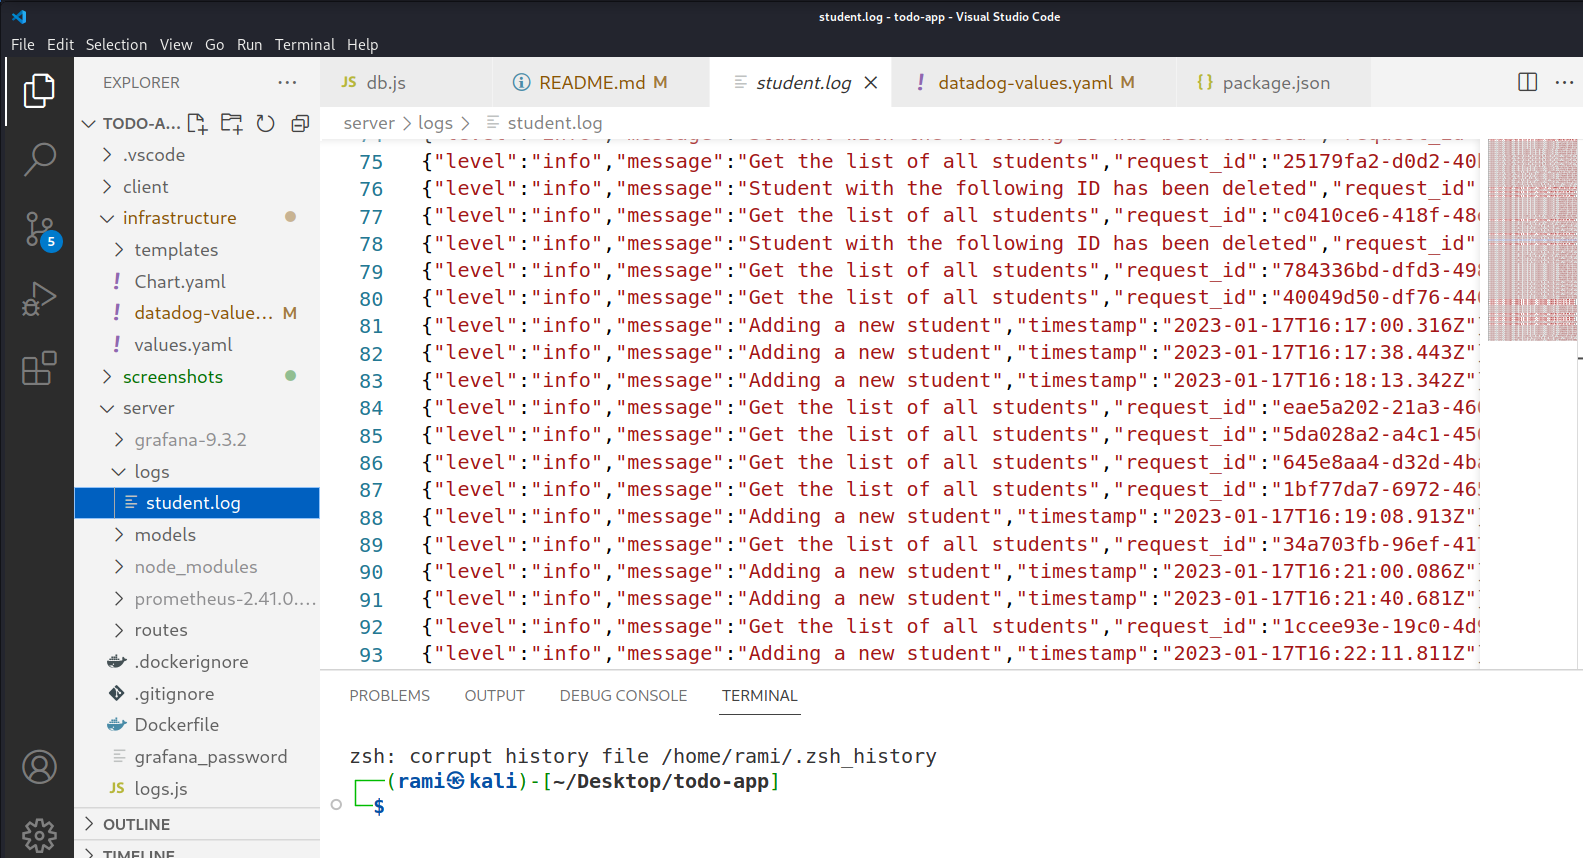 student.log - todo-app - Visual Studio Code
File Edit Selection View Go Run Terminal Help
EXPLORER
TODO-A...
.vscode
client
infrastructure
templates
Chart.yaml
datadog-value... M
values.yaml
screenshots
server
grafana-9.3.2
logs
student.log
models
node_modules
prometheus-2.41.0....
routes
.dockerignore
.gitignore
Dockerfile
grafana_password
JS logs.js
OUTLINE
TIMELINE
5
JS db.js README.md M student.log datadog-values.yaml M package.json
server > logs > student.log
75 {"level":"info","message":"Get the list of all students","request_id":"25179fa2-d0d2-40
76 {"level":"info","message":"Student with the following ID has been deleted","request_id"
77 {"level":"info","message":"Get the list of all students","request_id":"c0410ce6-418f-48
78 {"level":"info","message":"Student with the following ID has been deleted","request_id"
79 {"level":"info","message":"Get the list of all students","request_id":"784336bd-dfd3-498
80 {"level":"info","message":"Get the list of all students","request_id":"40049d50-df76-44
81 {"level":"info","message":"Adding a new student","timestamp":"2023-01-17T16:17:00.316Z"}
82 {"level":"info","message":"Adding a new student","timestamp":"2023-01-17T16:17:38.443Z"}
83 {"level":"info","message":"Adding a new student","timestamp":"2023-01-17T16:18:13.342Z"}
84 {"level":"info","message":"Get the list of all students","request_id":"eae5a202-21a3-46
85 {"level":"info","message":"Get the list of all students","request_id":"5da028a2-a4c1-45
86 {"level":"info","message":"Get the list of all students","request_id":"645e8aa4-d32d-4b
87 {"level":"info","message":"Get the list of all students","request_id":"1bf77da7-6972-465
88 {"level":"info","message":"Adding a new student","timestamp":"2023-01-17T16:19:08.913Z"}
89 {"level":"info","message":"Get the list of all students","request_id":"34a703fb-96ef-41
90 {"level":"info","message":"Adding a new student","timestamp":"2023-01-17T16:21:00.086Z"}
91 {"level":"info","message":"Adding a new student","timestamp":"2023-01-17T16:21:40.681Z"}
92 {"level":"info","message":"Get the list of all students","request_id":"1ccee93e-19c0-4d
93 {"level":"info","message":"Adding a new student","timestamp":"2023-01-17T16:22:11.811Z"}
PROBLEMS OUTPUT DEBUG CONSOLE TERMINAL
zsh: corrupt history file /home/rami/.zsh_history
┌──(rami㉿kali)-[~/Desktop/todo-app]
└─$